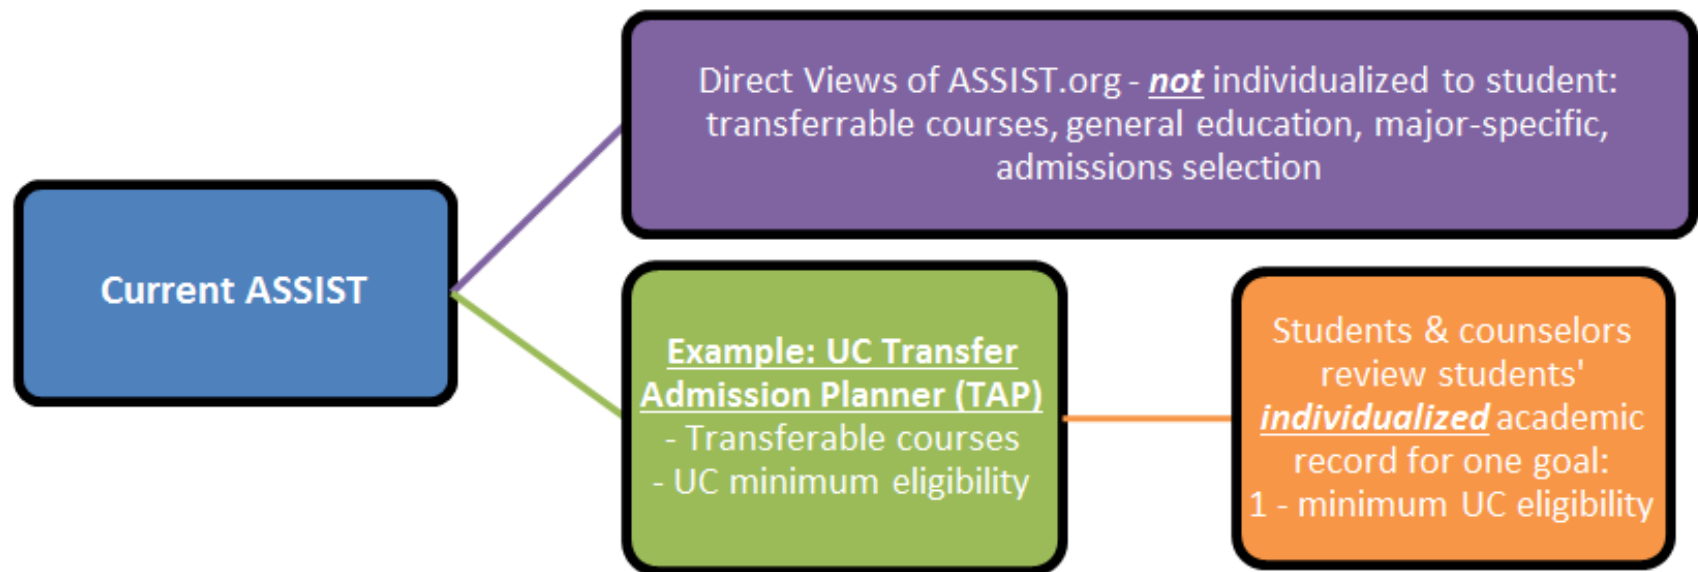 Direct Views of ASSIST.org - not individualized to student:
transferrable courses, general education, major-specific,
admissions selection
Current ASSIST
Example: UC Transfer
Admission Planner (TAP)
- Transferable courses
- UC minimum eligibility
Students & counselors
review students'
individualized academic
record for one goal:
1 - minimum UC eligibility